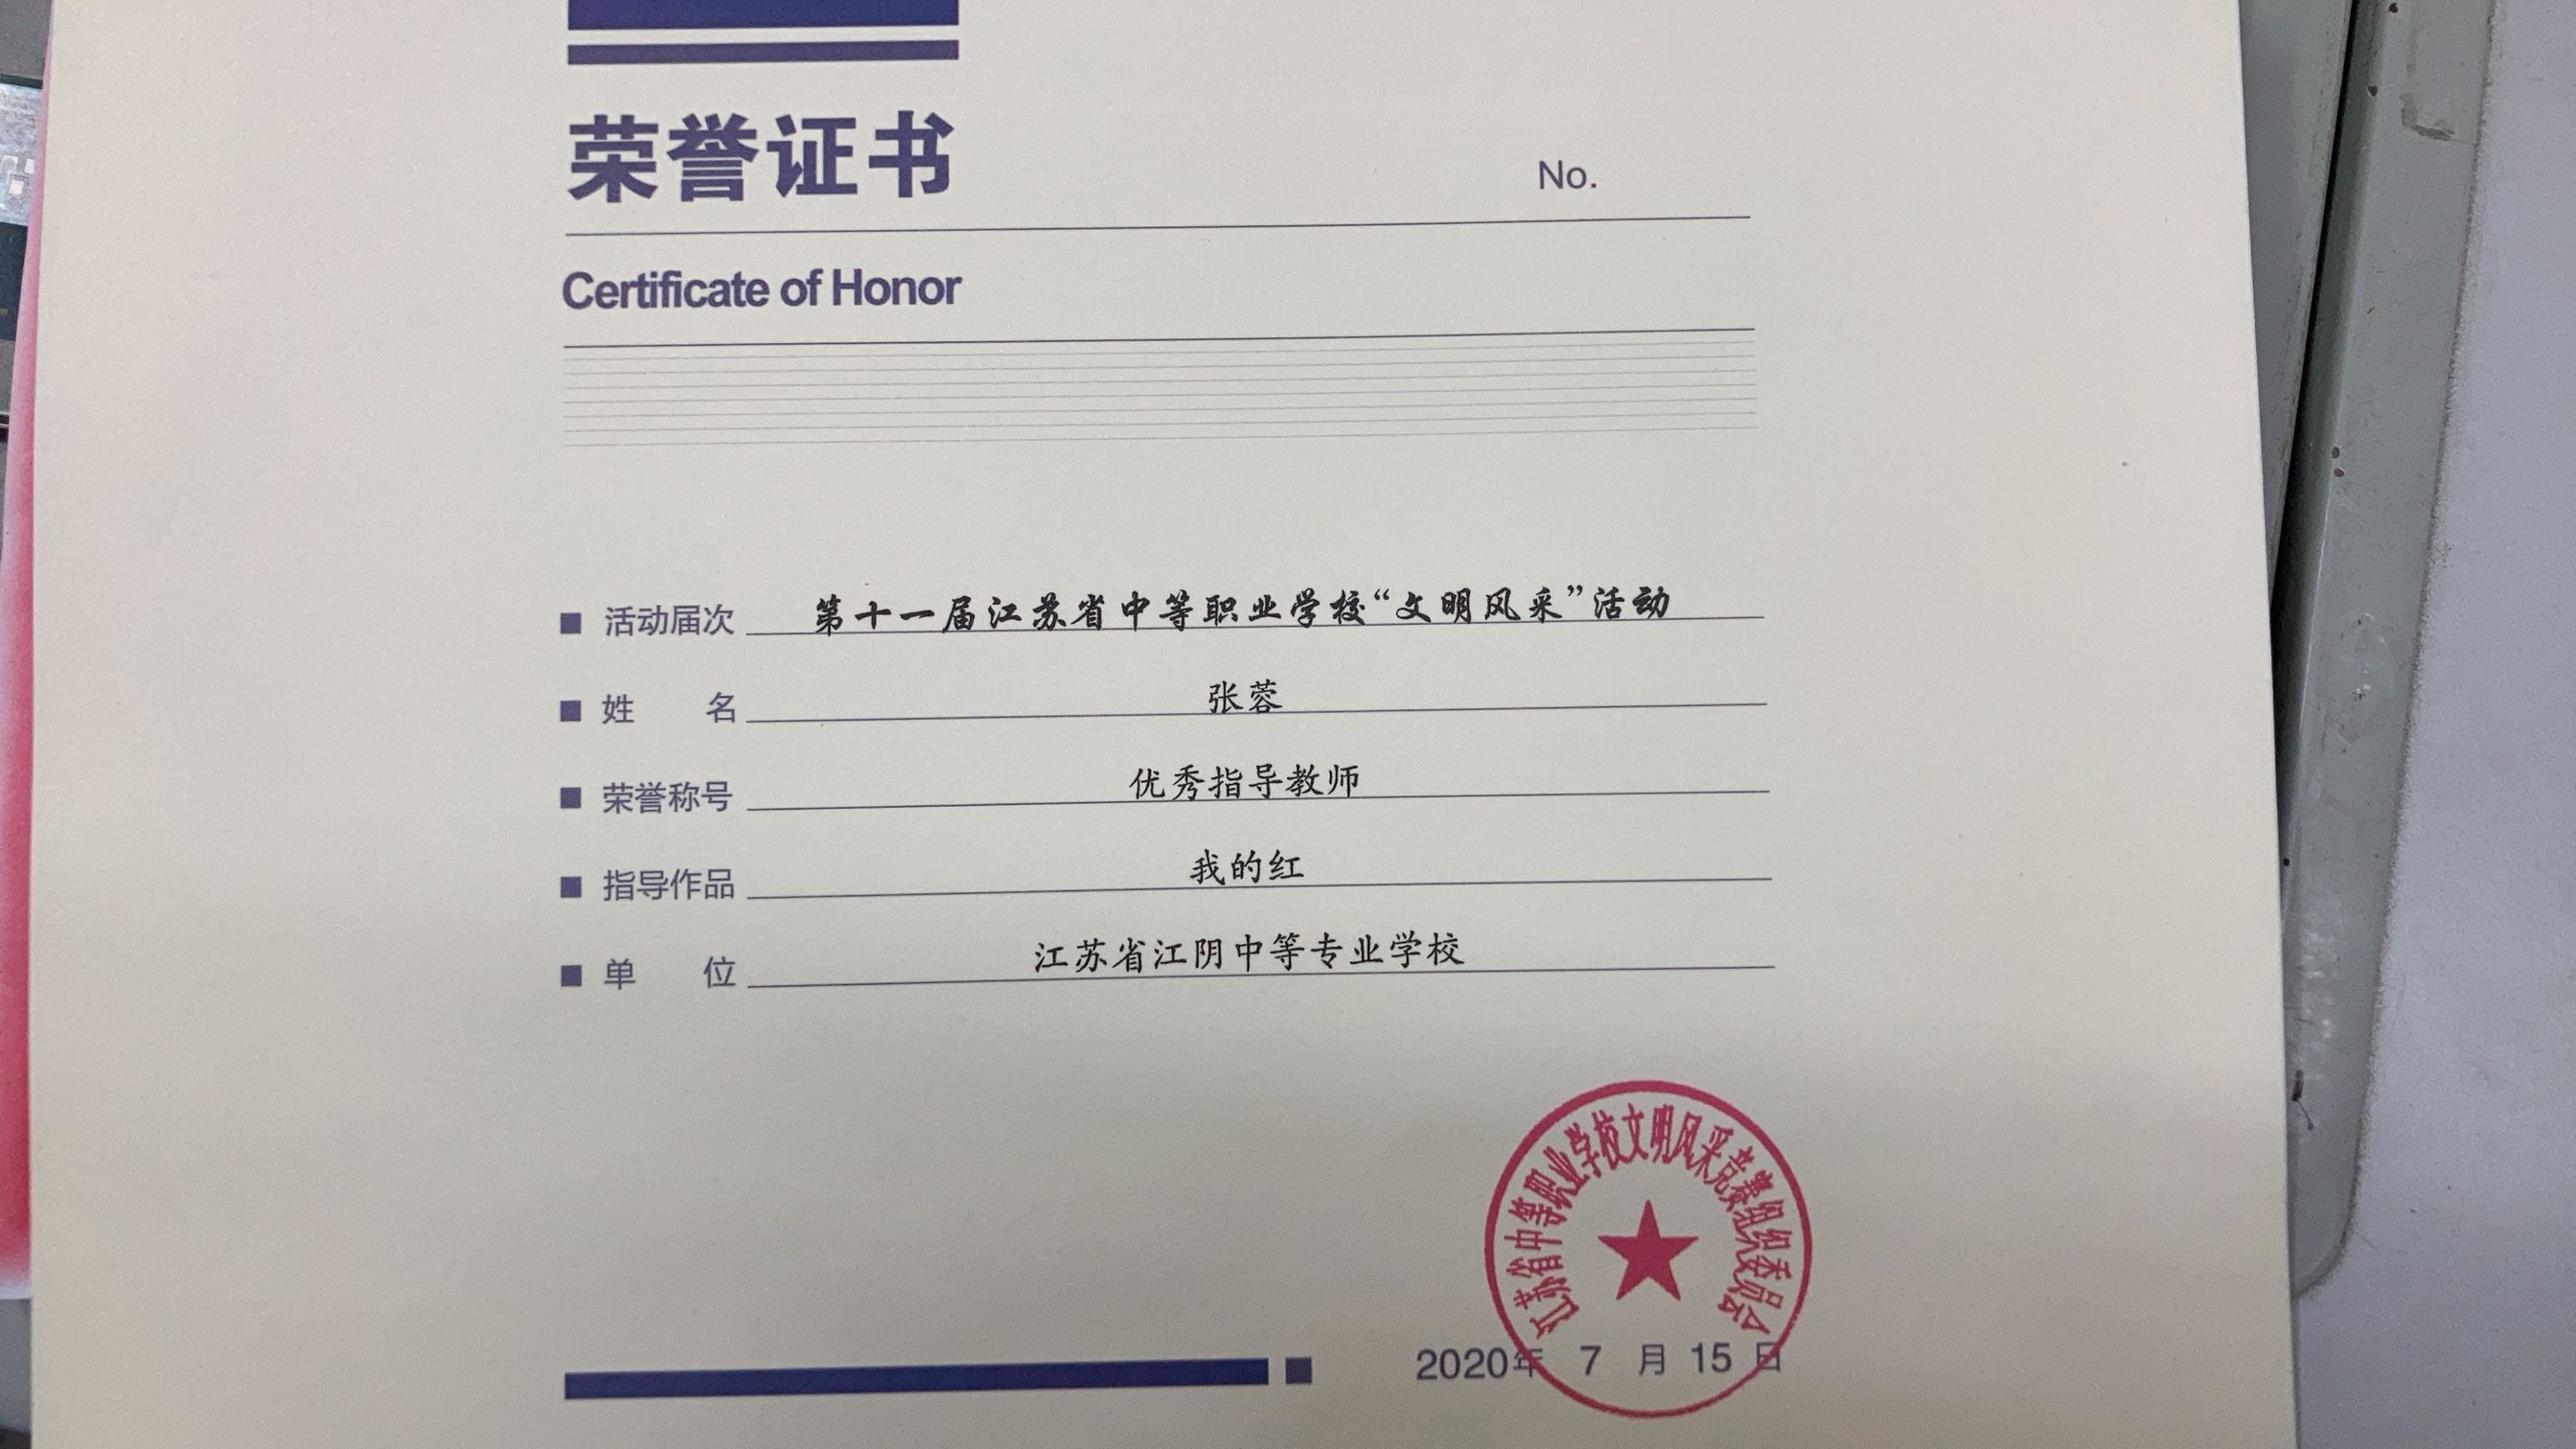 荣誉证书
No.
Certificate of Honor
活动届次 第十一届江苏省中等职业学校“文明风采”活动
姓 名 张蓉
荣誉称号 优秀指导教师
指导作品 我的红
单 位 江苏省江阴中等专业学校
江苏省中等职业学校文明风采竞赛组织委员会
2020年 7 月 15 日